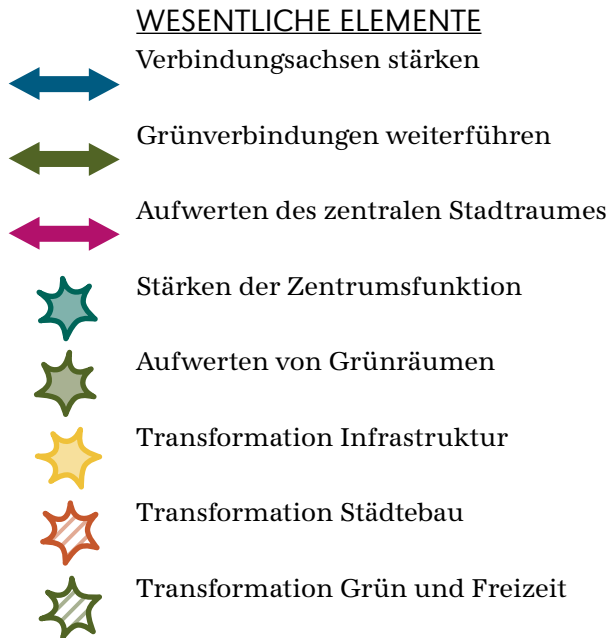 WESENTLICHE ELEMENTE
Verbindungsachsen stärken
Grünverbindungen weiterführen
Aufwerten des zentralen Stadtraumes
Stärken der Zentrumsfunktion
Aufwerten von Grünräumen
Transformation Infrastruktur
Transformation Städtebau
Transformation Grün und Freizeit